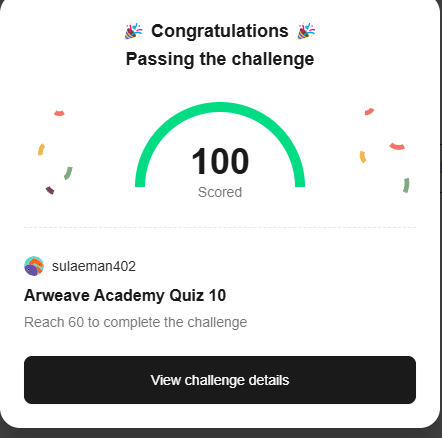 🎉 Congratulations 🎉
Passing the challenge
100
Scored
sulaeman402
Arweave Academy Quiz 10
Reach 60 to complete the challenge
View challenge details